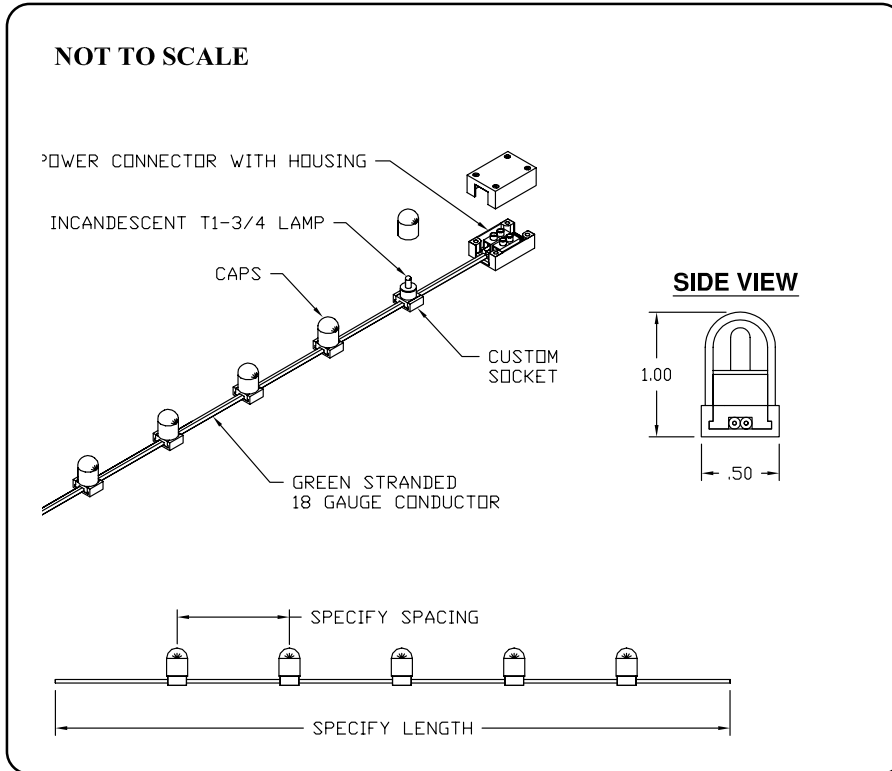 NOT TO SCALE
POWER CONNECTOR WITH HOUSING
INCANDESCENT T1-3/4 LAMP
CAPS
SIDE VIEW
CUSTOM
SOCKET
1.00
.50
GREEN STRANDED
18 GAUGE CONDUCTOR
SPECIFY SPACING
SPECIFY LENGTH